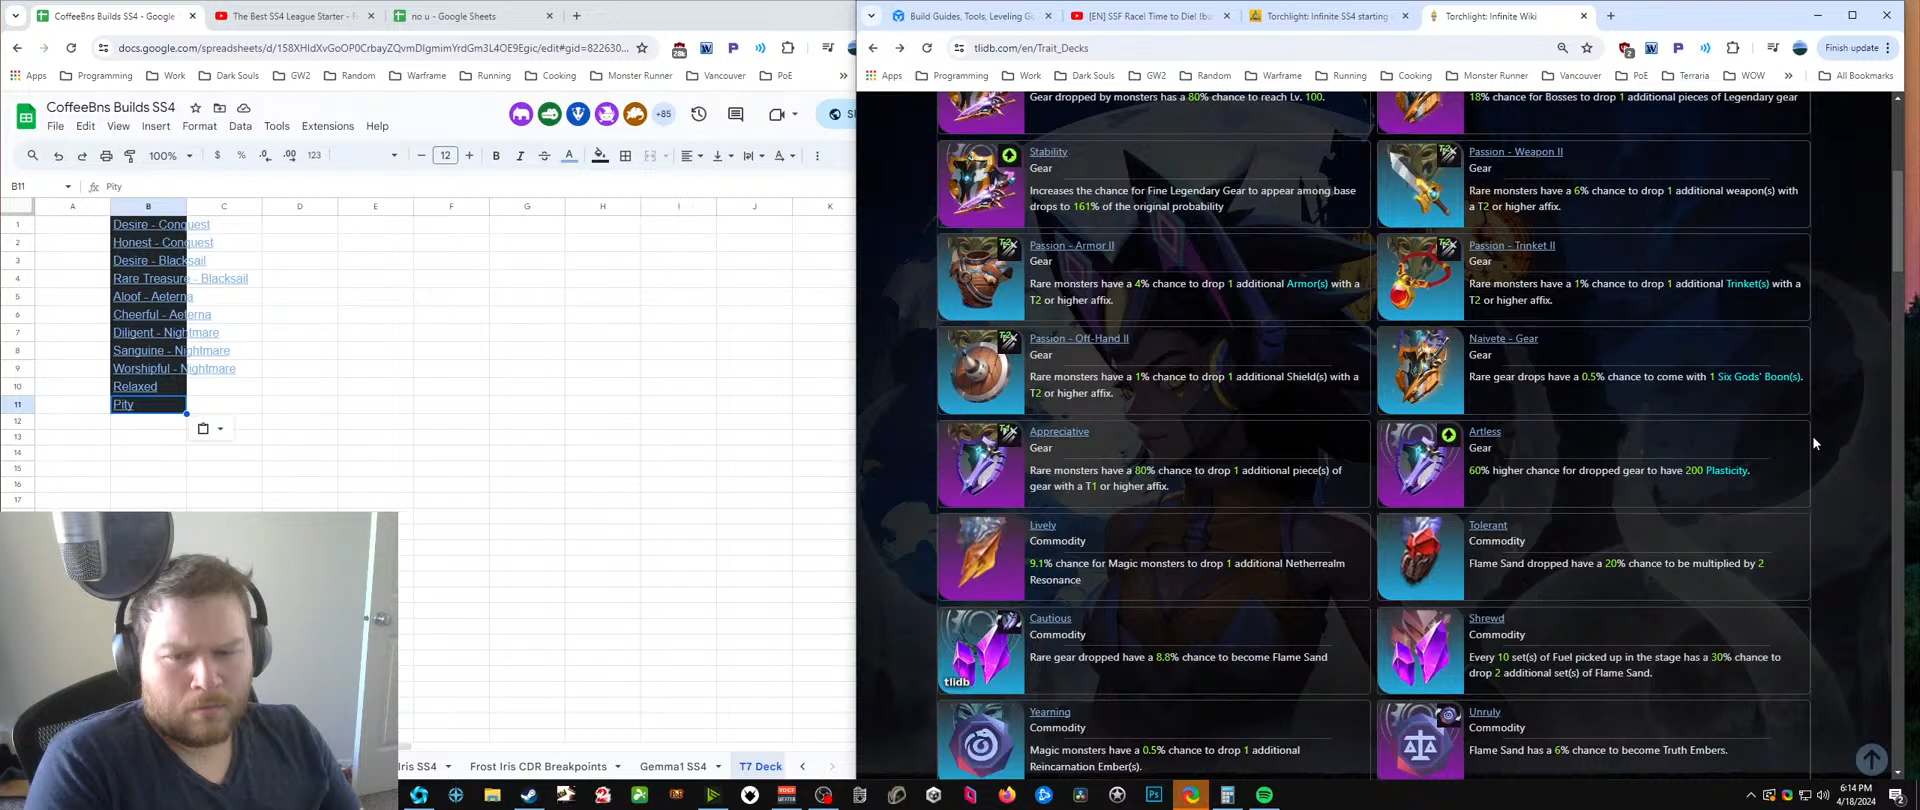 CoffeeBns Builds SS4 - Google
The Best SS4 League Starter - F
no u - Google Sheets
docs.google.com/spreadsheets/d/158XHIdXvGoOP0CrbayZQvmDIgmimYrdGm3L4OE9Egic/edit#gid=822630...
28k
Apps
Programming
Work
Dark Souls
GW2
Random
Warframe
Running
Cooking
Monster Runner
Vancouver
PoE
CoffeeBns Builds SS4
+85
File
Edit
View
Insert
Format
Data
Tools
Extensions
Help
100%
$
%
.0
.00
123
12
B
I
A
B11
fx
Pity
A
B
C
D
E
F
G
H
I
J
K
1
Desire - Conquest
2
Honest - Conquest
3
Desire - Blacksail
4
Rare Treasure - Blacksail
5
Aloof - Aeterna
6
Cheerful - Aeterna
7
Diligent - Nightmare
8
Sanguine - Nightmare
9
Worshipful - Nightmare
10
Relaxed
11
Pity
12
13
14
15
16
17
Iris SS4
Frost Iris CDR Breakpoints
Gemma1 SS4
T7 Deck
Build Guides, Tools, Leveling Gu
[EN] SSF Race! Time to Die! !bu
Torchlight: Infinite SS4 starting
Torchlight: Infinite Wiki
tlidb.com/en/Trait_Decks
2
Finish update
Apps
Programming
Work
Dark Souls
GW2
Random
Warframe
Running
Cooking
Monster Runner
Vancouver
PoE
Terraria
WOW
All Bookmarks
Gear dropped by monsters has a 80% chance to reach Lv. 100.
18% chance for Bosses to drop 1 additional pieces of Legendary gear
Stability
Gear
Increases the chance for Fine Legendary Gear to appear among base
drops to 161% of the original probability
Passion - Weapon II
Gear
Rare monsters have a 6% chance to drop 1 additional weapon(s) with
a T2 or higher affix.
Passion - Armor II
Gear
Rare monsters have a 4% chance to drop 1 additional Armor(s) with a
T2 or higher affix.
Passion - Trinket II
Gear
Rare monsters have a 1% chance to drop 1 additional Trinket(s) with a
T2 or higher affix.
Passion - Off-Hand II
Gear
Rare monsters have a 1% chance to drop 1 additional Shield(s) with a
T2 or higher affix.
Naivete - Gear
Gear
Rare gear drops have a 0.5% chance to come with 1 Six Gods' Boon(s).
Appreciative
Gear
Rare monsters have a 80% chance to drop 1 additional piece(s) of
gear with a T1 or higher affix.
Artless
Gear
60% higher chance for dropped gear to have 200 Plasticity.
Lively
Commodity
9.1% chance for Magic monsters to drop 1 additional Netherrealm
Resonance
Tolerant
Commodity
Flame Sand dropped have a 20% chance to be multiplied by 2
Cautious
Commodity
Rare gear dropped have a 8.8% chance to become Flame Sand
tlidb
Shrewd
Commodity
Every 10 set(s) of Fuel picked up in the stage has a 30% chance to
drop 2 additional set(s) of Flame Sand.
Yearning
Commodity
Magic monsters have a 0.5% chance to drop 1 additional
Reincarnation Ember(s).
Unruly
Commodity
Flame Sand has a 6% chance to become Truth Embers.
6:14 PM
4/18/2024